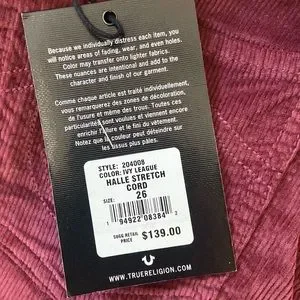 Because we individually distress each item, you
will notice areas of fading, wear, and even holes.
Color may transfer onto lighter fabrics.
These nuances are intentional and add to the
character and finish of our garment.
Comme chaque article est traité individuellement,
vous remarquerez des zones de décoloration,
de l'usure et même des trous. Toutes ces
particularités sont voulues et viennent encore
enrichir l'allure et le fini du vêtement.
Notez que la couleur peut déteindre sur
les tissus plus pâles.
STYLE: 204008
COLOR: IVY LEAGUE
HALLE STRETCH
CORD
SIZE: 26
1 94922 08384 2
SUGG RETAIL
PRICE $139.00
WWW.TRUERELIGION.COM